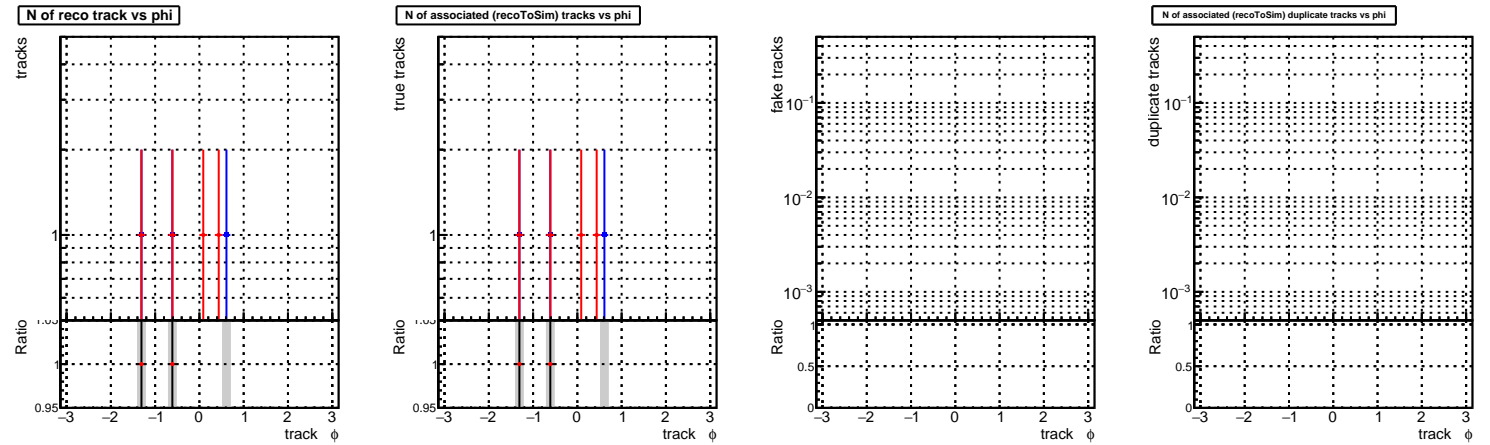 N of reco track vs phi
tracks
1
Ratio
1
0.95
−3 −2 −1 0 1 2 3
track ϕ
N of associated (recoToSim) tracks vs phi
true tracks
1
Ratio
1
0.95
−3 −2 −1 0 1 2 3
track ϕ
fake tracks
10−1
10−2
10−3
Ratio
1
0.5
0
−3 −2 −1 0 1 2 3
track ϕ
N of associated (recoToSim) duplicate tracks vs phi
duplicate tracks
10−1
10−2
10−3
Ratio
1
0.5
0
−3 −2 −1 0 1 2 3
track ϕ